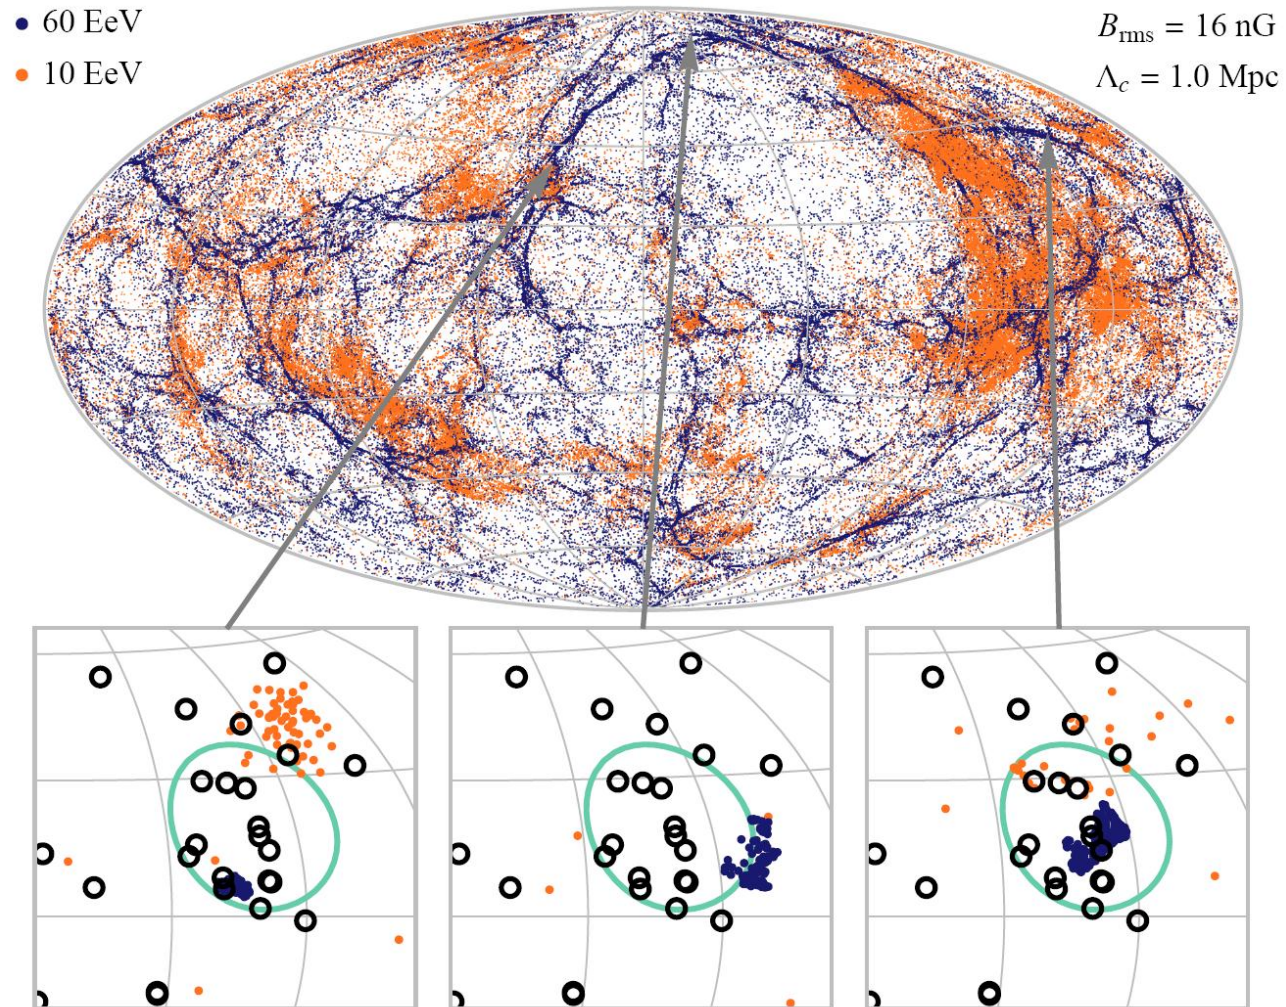 60 EeV
10 EeV
B_rms = 16 nG
Λ_c = 1.0 Mpc